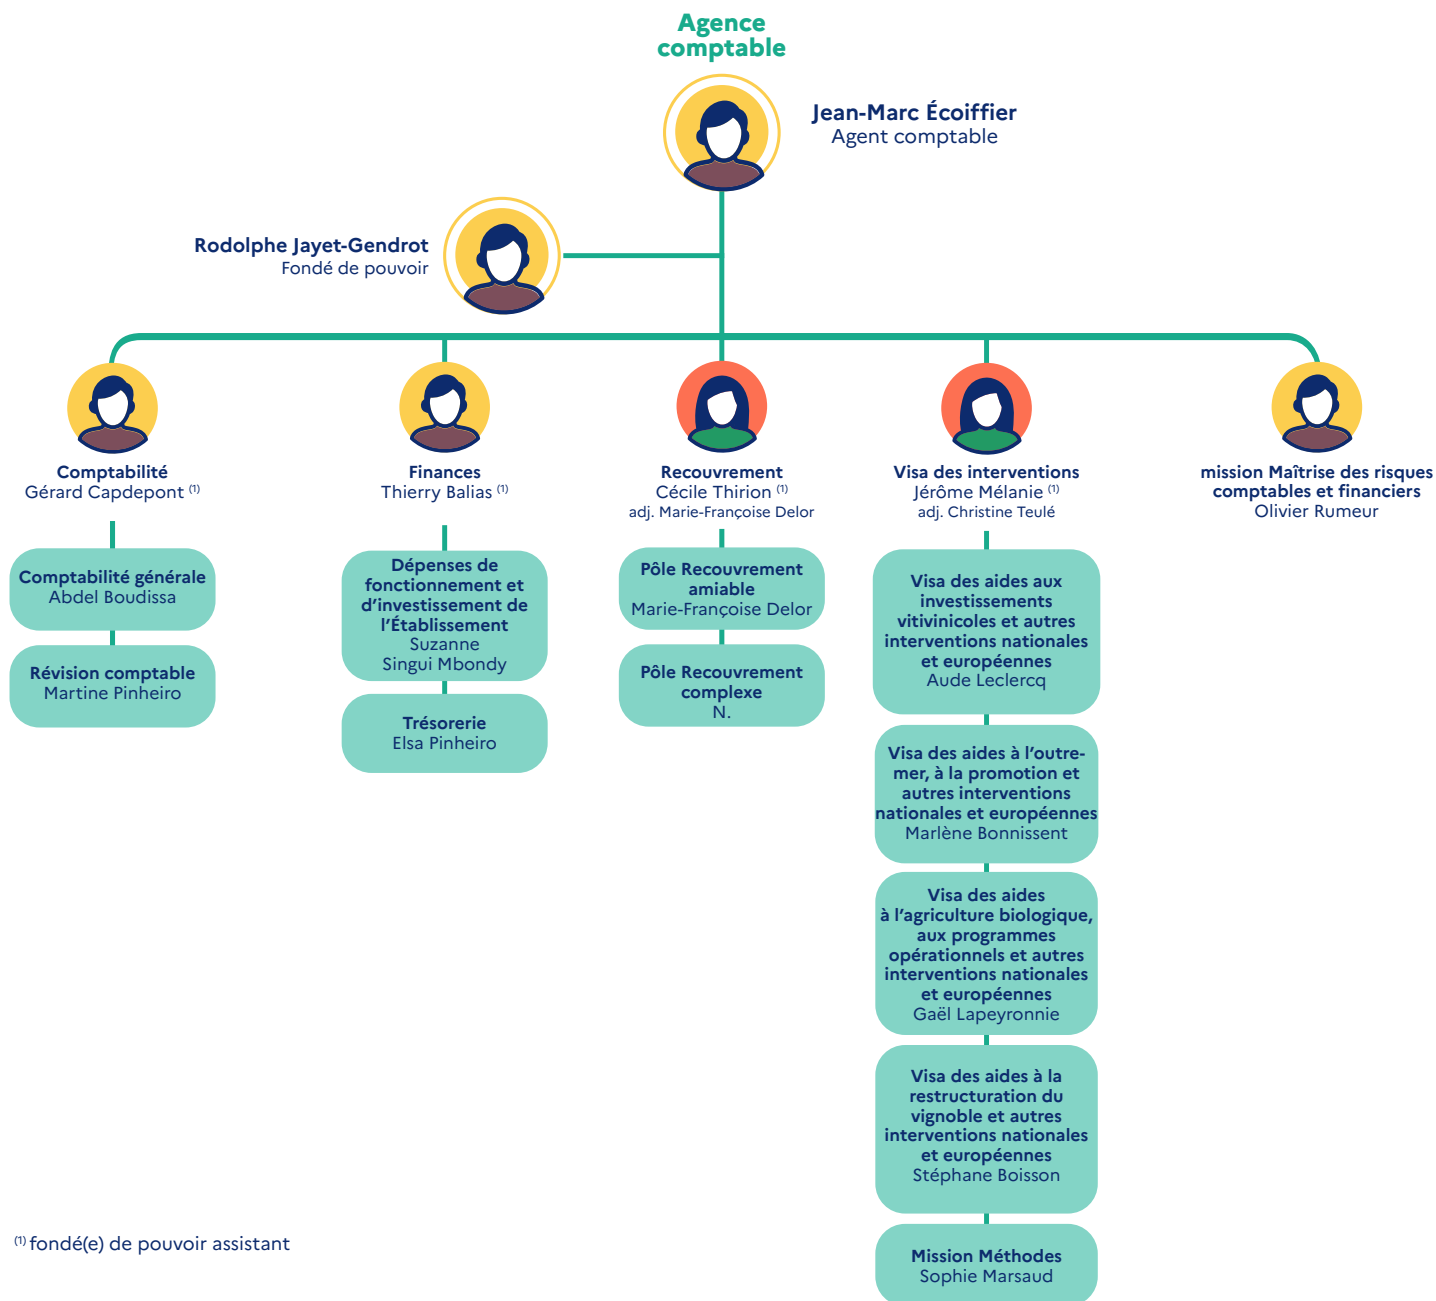 Agence
comptable
Jean-Marc Écoiffier
Agent comptable
Rodolphe Jayet-Gendrot
Fondé de pouvoir
Comptabilité
Gérard Capdepont (1)
Comptabilité générale
Abdel Boudissa
Révision comptable
Martine Pinheiro
Finances
Thierry Balias (1)
Dépenses de
fonctionnement et
d'investissement de
l'Établissement
Suzanne
Singui Mbondy
Trésorerie
Elsa Pinheiro
Recouvrement
Cécile Thirion (1)
adj. Marie-Françoise Delor
Pôle Recouvrement
amiable
Marie-Françoise Delor
Pôle Recouvrement
complexe
N.
Visa des interventions
Jérôme Mélanie (1)
adj. Christine Teulé
Visa des aides aux
investissements
vitivinicoles et autres
interventions nationales
et européennes
Aude Leclercq
Visa des aides à l'outre-
mer, à la promotion et
autres interventions
nationales et européennes
Marlène Bonnissent
Visa des aides
à l'agriculture biologique,
aux programmes
opérationnels et autres
interventions nationales
et européennes
Gaël Lapeyronnie
Visa des aides à la
restructuration du
vignoble et autres
interventions nationales
et européennes
Stéphane Boisson
Mission Méthodes
Sophie Marsaud
mission Maîtrise des risques
comptables et financiers
Olivier Rumeur
(1) fondé(e) de pouvoir assistant